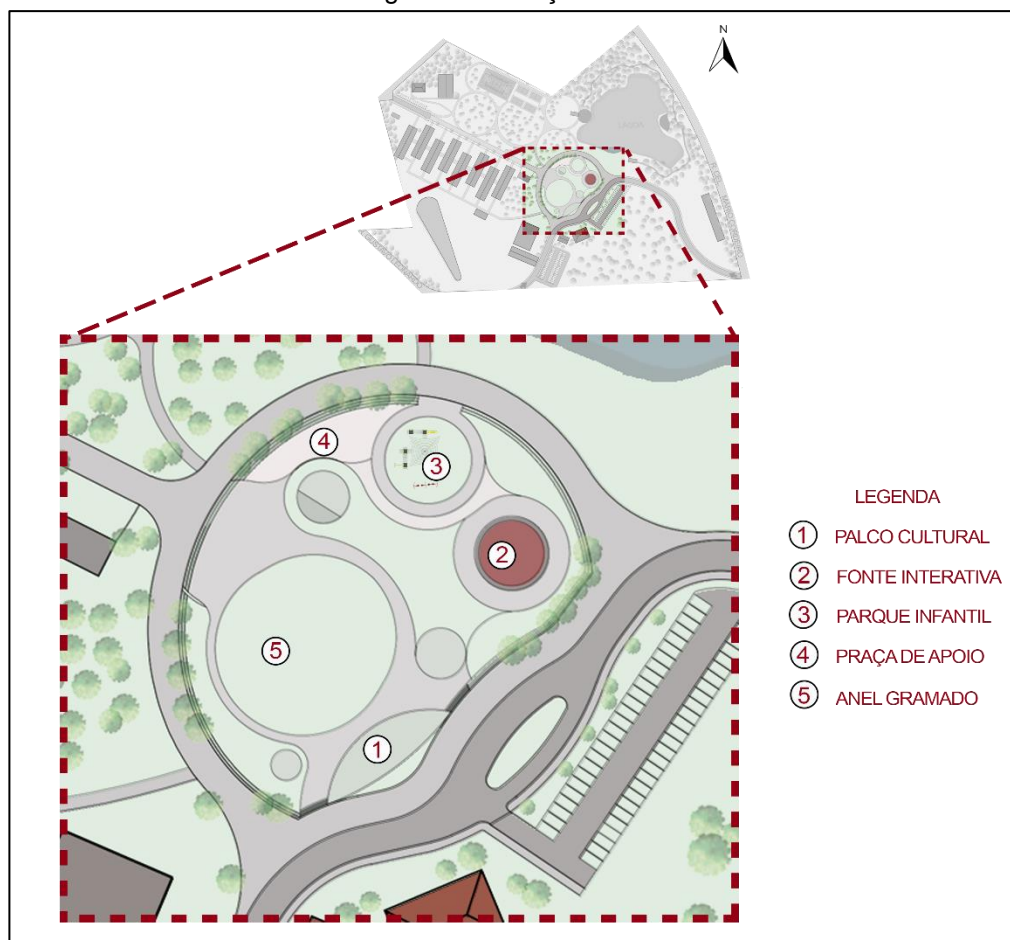 N
LAGOA
4
3
2
5
1
LEGENDA
1 PALCO CULTURAL
2 FONTE INTERATIVA
3 PARQUE INFANTIL
4 PRAÇA DE APOIO
5 ANEL GRAMADO